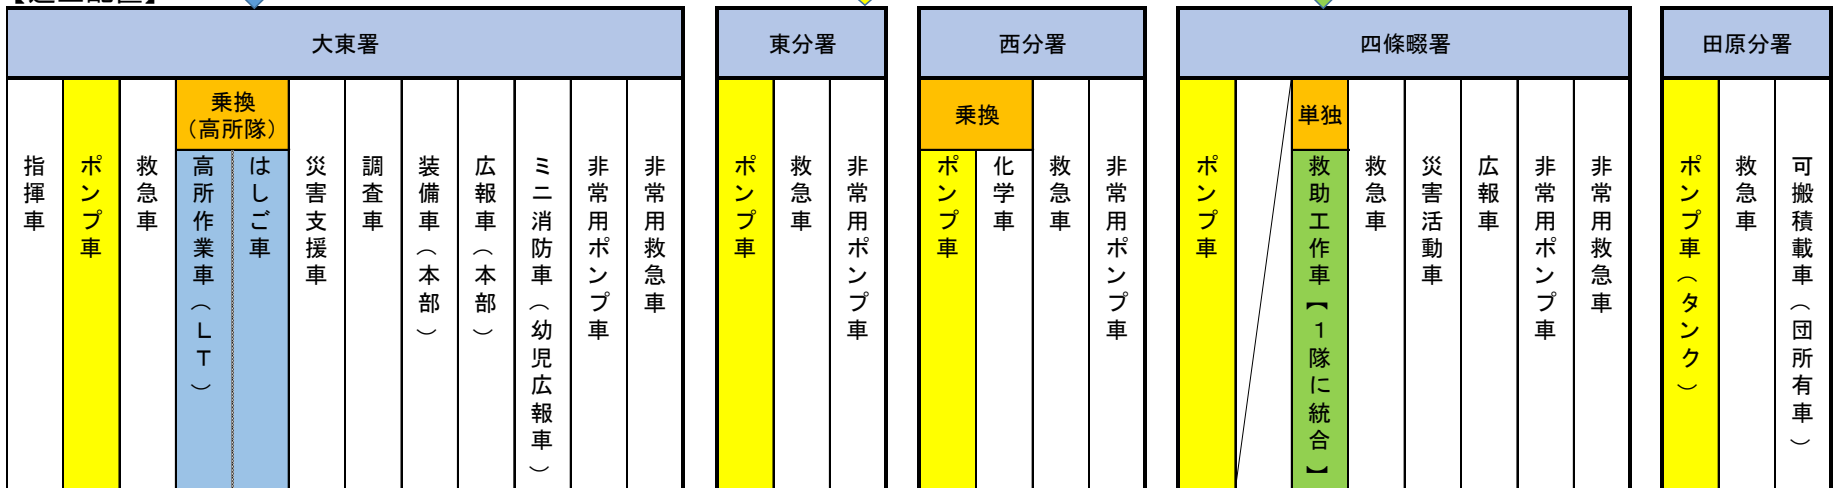 大東署
指揮車
ポンプ車
救急車
乗換
（高所隊）
高所作業車（ＬＴ）
はしご車
災害支援車
調査車
装備車（本部）
広報車（本部）
ミニ消防車（幼児広報車）
非常用ポンプ車
非常用救急車
東分署
ポンプ車
救急車
非常用ポンプ車
西分署
乗換
ポンプ車
化学車
救急車
非常用ポンプ車
四條畷署
ポンプ車
単独
救助工作車【１隊に統合】
救急車
災害活動車
広報車
非常用ポンプ車
非常用救急車
田原分署
ポンプ車（タンク）
救急車
可搬積載車（団所有車）